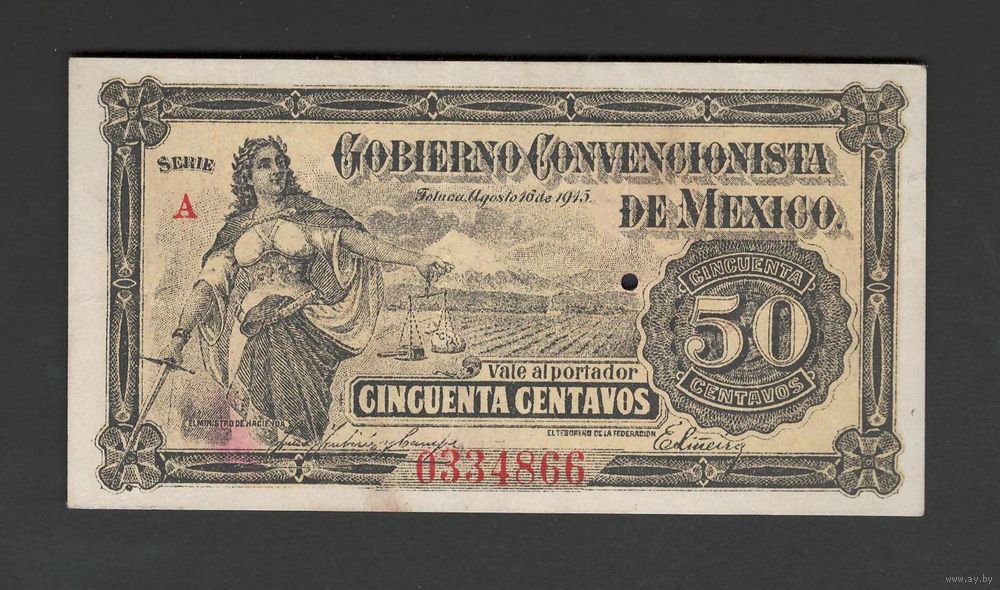 SERIE
A
GOBIERNO CONVENCIONISTA
DE MEXICO.
Toluca, Agosto 16 de 1915.
CINCUENTA
50
CENTAVOS
Vale al portador
CINCUENTA CENTAVOS
EL MINISTRO DE HACIENDA
EL TESORERO DE LA FEDERACION
0334866
www.ay.by